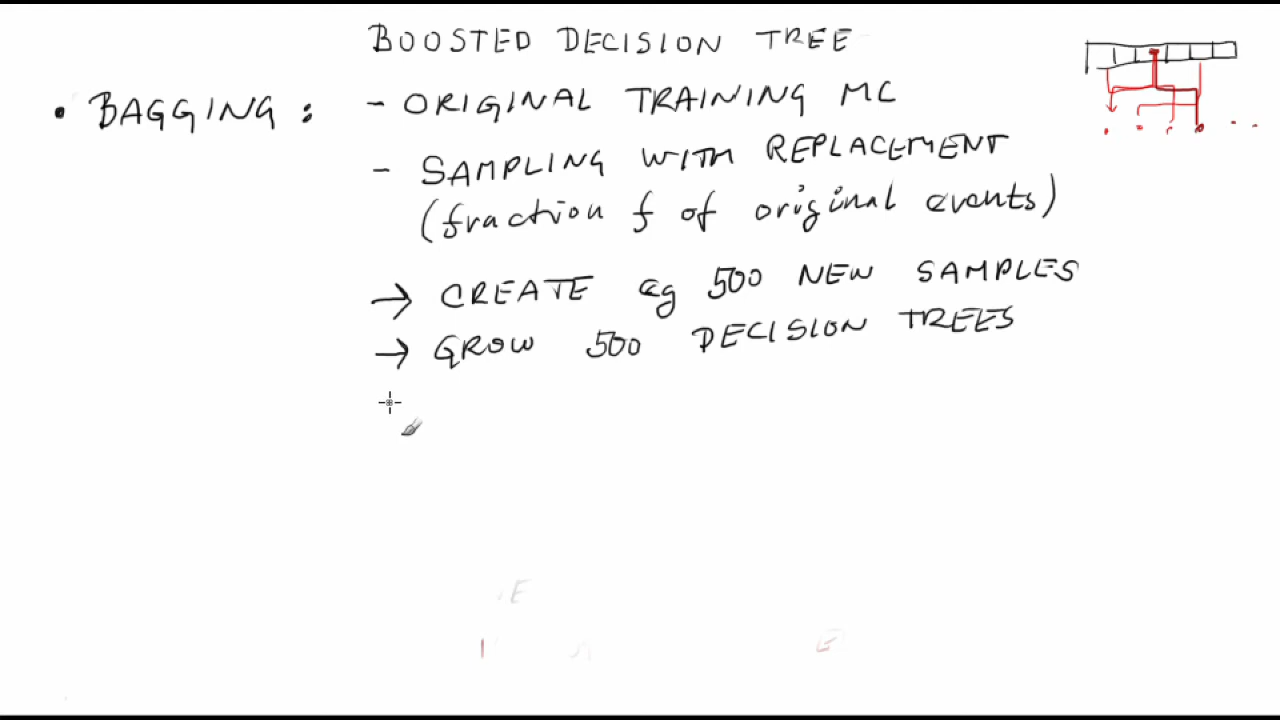 BOOSTED DECISION TREE
• BAGGING : - ORIGINAL TRAINING MC
- SAMPLING WITH REPLACEMENT
(fraction f of original events)
→ CREATE eg 500 NEW SAMPLES
→ GROW 500 DECISION TREES